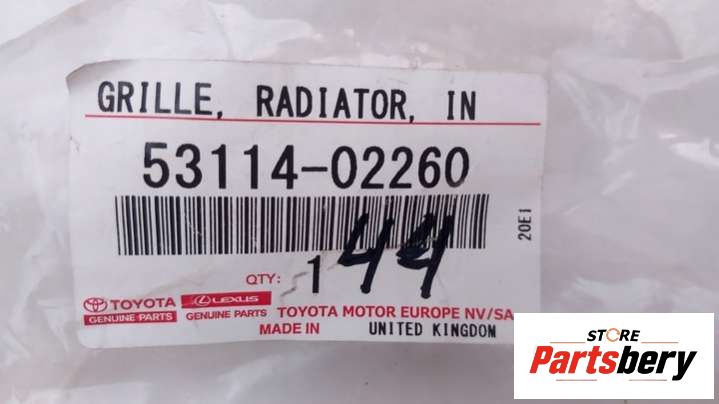 GRILLE, RADIATOR, IN
53114-02260
20E1
QTY: 1 44
TOYOTA LEXUS
GENUINE PARTS GENUINE PARTS
TOYOTA MOTOR EUROPE NV/SA
MADE IN UNITED KINGDOM
STORE
Partsbery